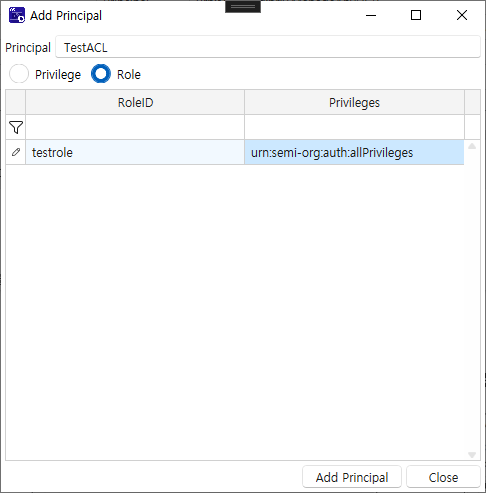 Add Principal
Principal TestACL
Privilege Role
RoleID Privileges
testrole urn:semi-org:auth:allPrivileges
Add Principal Close